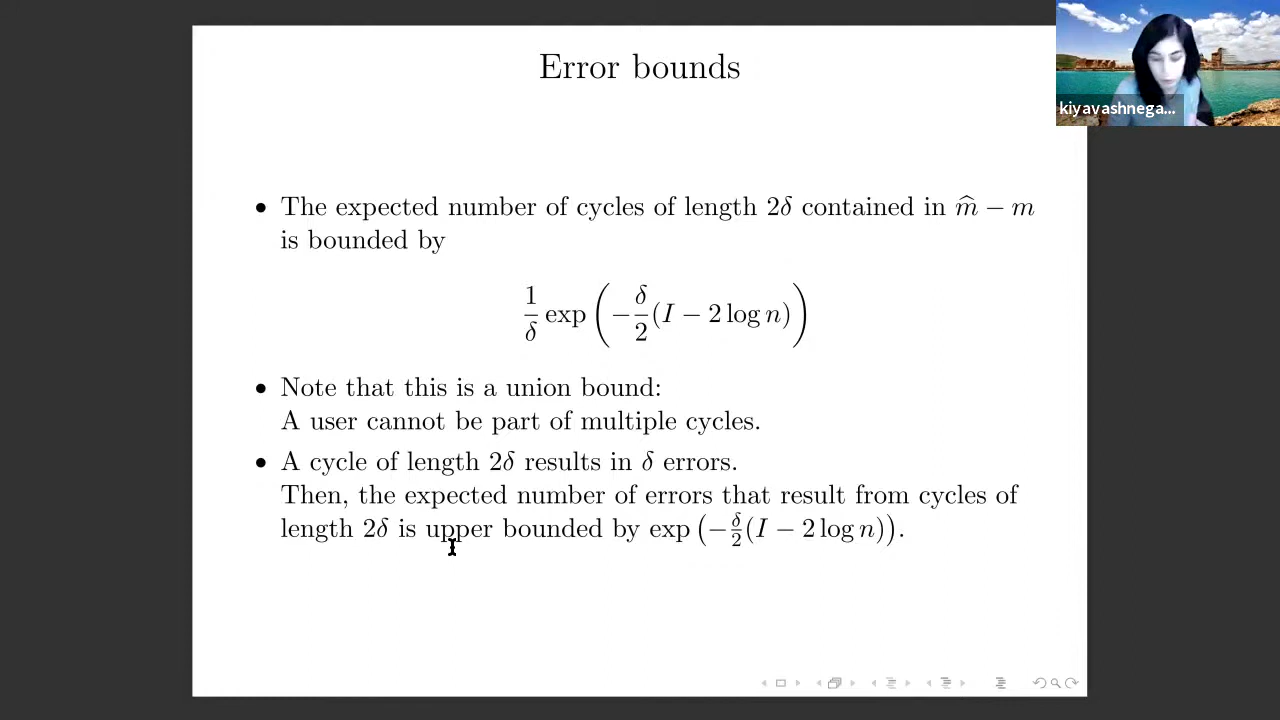 Error bounds
kiyavashnega...
• The expected number of cycles of length 2δ contained in m̂ − m
is bounded by
1/δ exp (−δ/2 (I − 2 log n))
• Note that this is a union bound:
A user cannot be part of multiple cycles.
• A cycle of length 2δ results in δ errors.
Then, the expected number of errors that result from cycles of
length 2δ is upper bounded by exp (−δ/2 (I − 2 log n)).